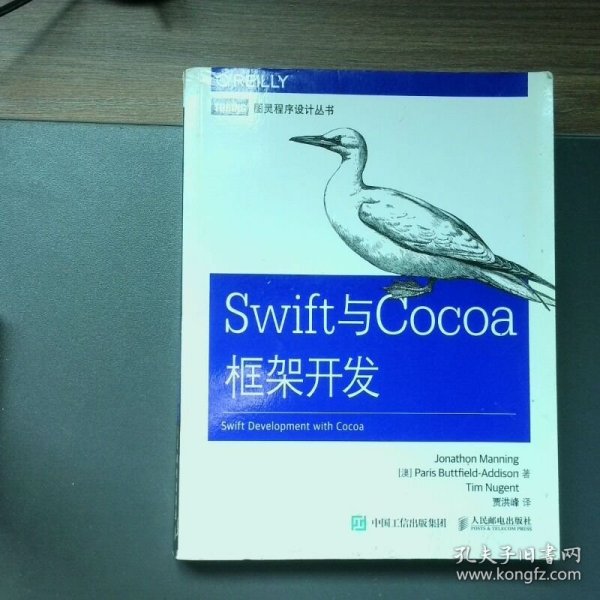 O'REILLY
图灵程序设计丛书
Swift与Cocoa
框架开发
Swift Development with Cocoa
Jonathon Manning
[澳] Paris Buttfield-Addison 著
Tim Nugent
贾洪峰 译
中国工信出版集团 人民邮电出版社
POSTS & TELECOM PRESS
孔夫子旧书网
www.kongfz.com